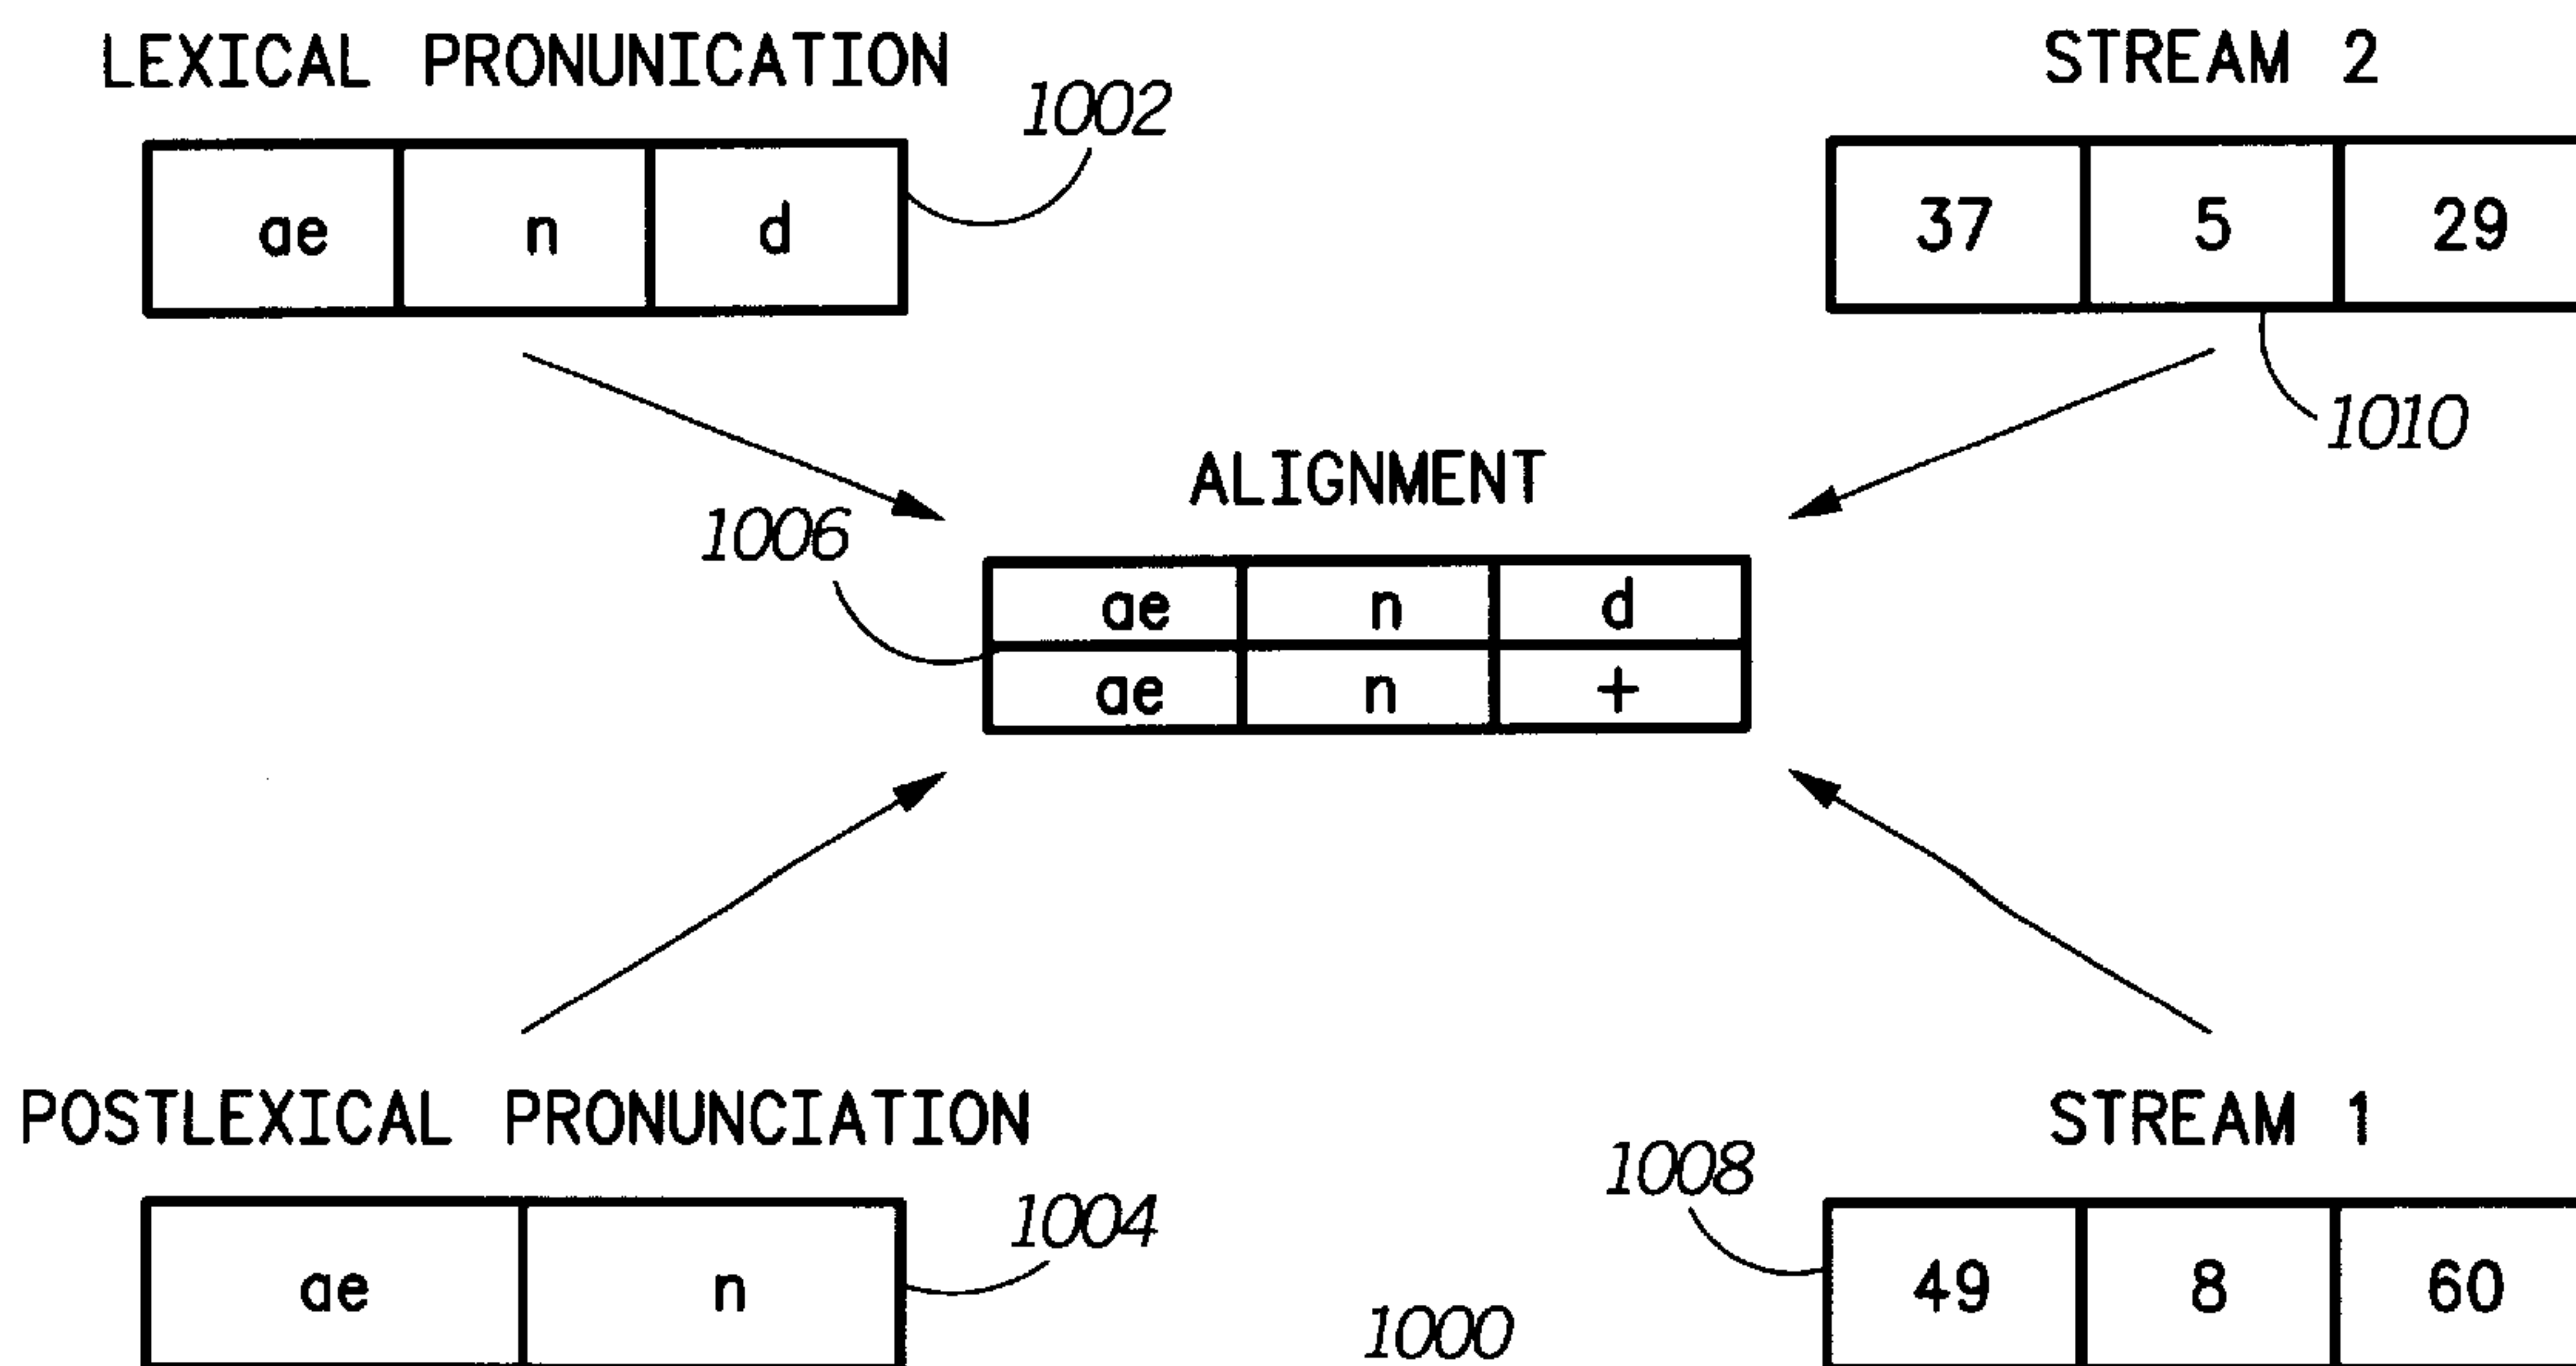 LEXICAL PRONUNICATION
1002
ae n d
STREAM 2
37 5 29
1010
ALIGNMENT
1006
ae n d
ae n +
POSTLEXICAL PRONUNCIATION
1004
ae n
STREAM 1
1008
49 8 60
1000